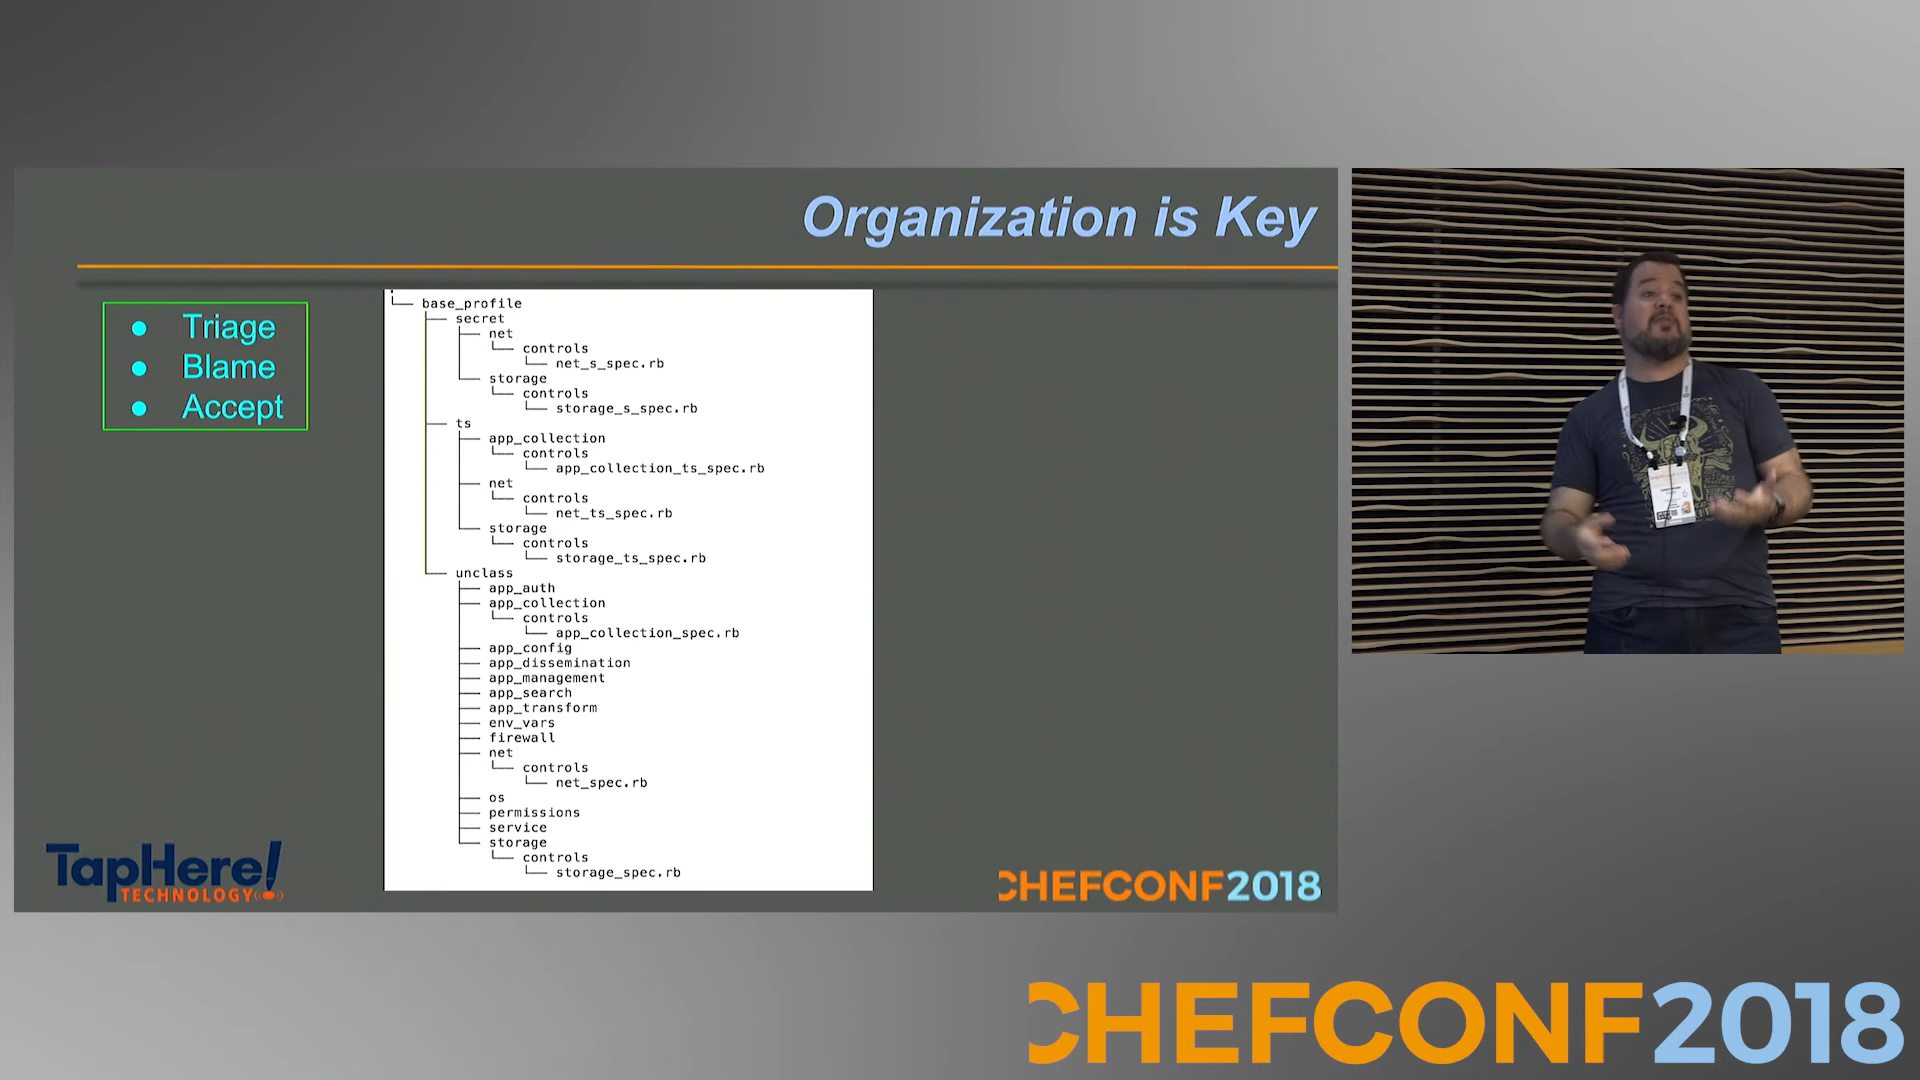 Organization is Key
● Triage
● Blame
● Accept
.
└── base_profile
├── secret
├── net
└── controls
└── net_s_spec.rb
└── storage
└── controls
└── storage_s_spec.rb
├── ts
├── app_collection
└── controls
└── app_collection_ts_spec.rb
├── net
└── controls
└── net_ts_spec.rb
└── storage
└── controls
└── storage_ts_spec.rb
└── unclass
├── app_auth
├── app_collection
└── controls
└── app_collection_spec.rb
├── app_config
├── app_dissemination
├── app_management
├── app_search
├── app_transform
├── env_vars
├── firewall
├── net
└── controls
└── net_spec.rb
├── os
├── permissions
├── service
└── storage
└── controls
└── storage_spec.rb
TapHere!
TECHNOLOGY
CHEFCONF2018
CHEFCONF2018